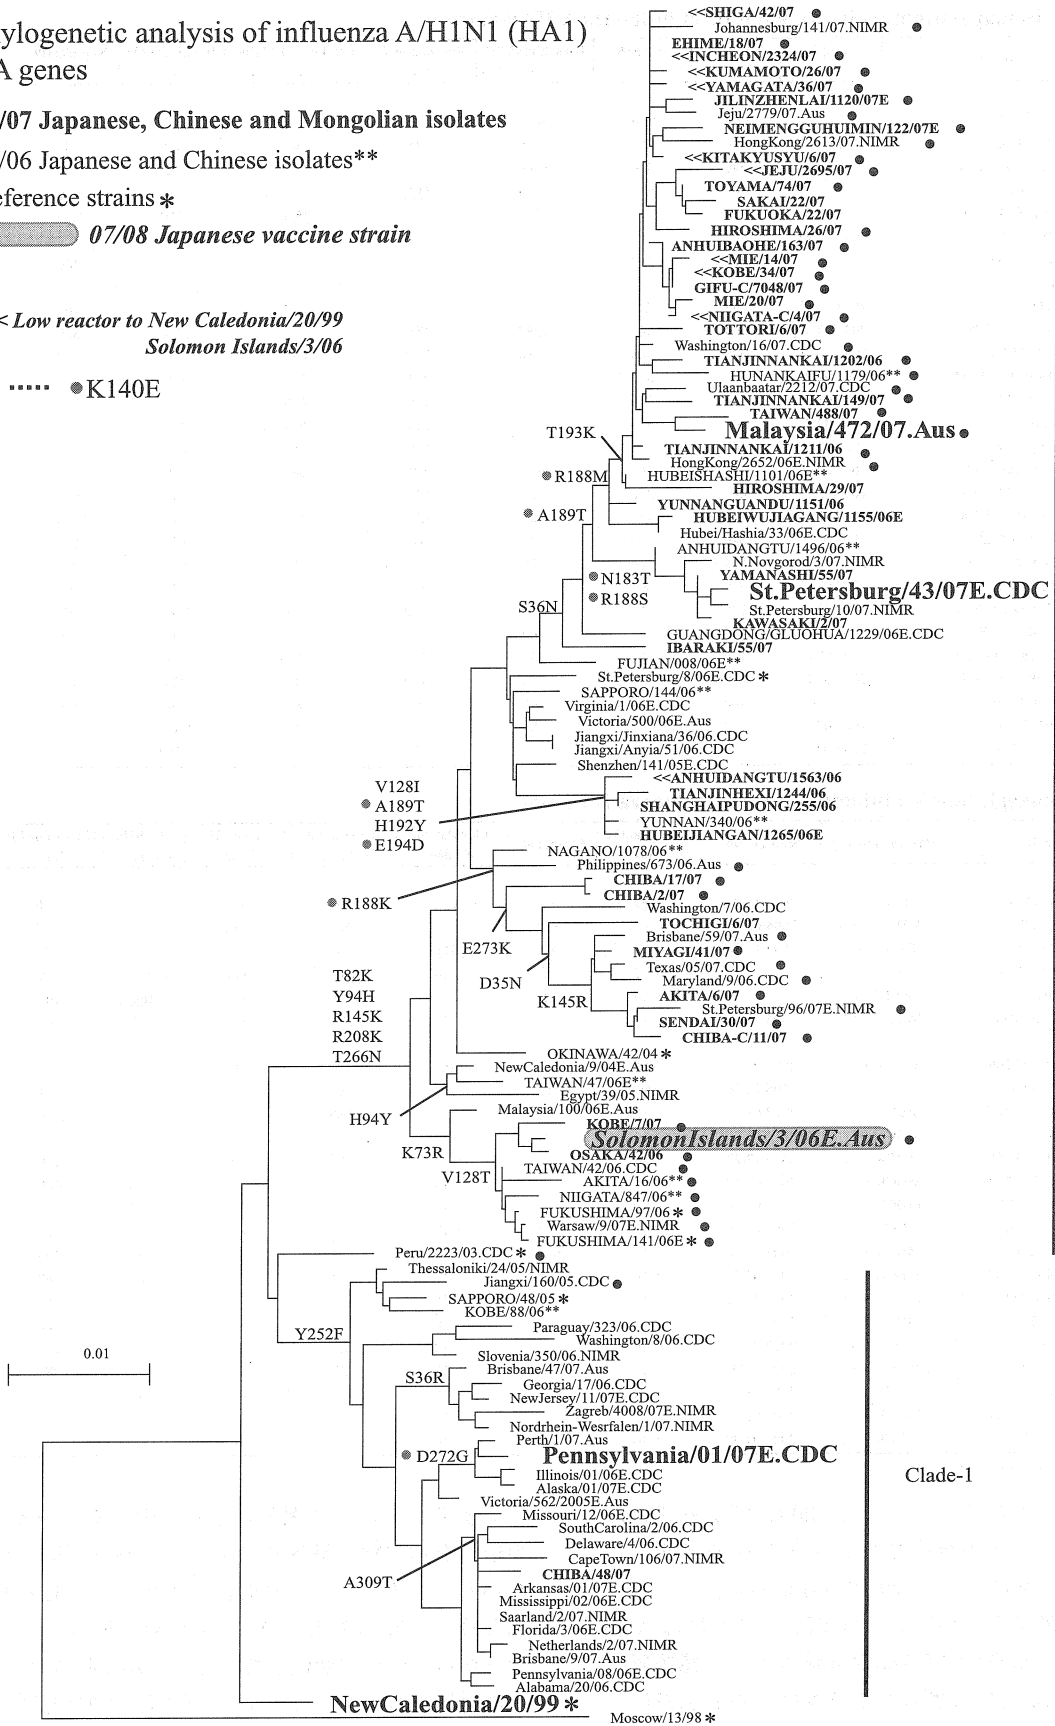 ylogenetic analysis of influenza A/H1N1 (HA1)
A genes
/07 Japanese, Chinese and Mongolian isolates
/06 Japanese and Chinese isolates**
eference strains *
07/08 Japanese vaccine strain
< Low reactor to New Caledonia/20/99
Solomon Islands/3/06
K140E
<<SHIGA/42/07
Johannesburg/141/07.NIMR
EHIME/18/07
<<INCHEON/2324/07
<<KUMAMOTO/26/07
<<YAMAGATA/36/07
JILINZHENLAI/1120/07E
Jeju/2779/07.Aus
NEIMENGGUHUIMIN/122/07E
HongKong/2613/07.NIMR
<<KITAKYUSYU/6/07
<<JEJU/2695/07
TOYAMA/74/07
SAKAI/22/07
FUKUOKA/22/07
HIROSHIMA/26/07
ANHUIBAOHE/163/07
<<MIE/14/07
<<KOBE/34/07
GIFU-C/7048/07
MIE/20/07
<<NIIGATA-C/4/07
TOTTORI/6/07
Washington/16/07.CDC
TIANJINNANKAI/1202/06
HUNANKAIFU/1179/06**
Ulaanbaatar/2212/07.CDC
TIANJINNANKAI/149/07
TAIWAN/488/07
Malaysia/472/07.Aus
T193K
TIANJINNANKAI/1211/06
HongKong/2652/06E.NIMR
R188M
HUBEISHASHI/1101/06E**
HIROSHIMA/29/07
YUNNANGUANDU/1151/06
A189T
HUBEIWUJIAGANG/1155/06E
Hubei/Hashia/33/06E.CDC
ANHUIDANGTU/1496/06**
N.Novgorod/3/07.NIMR
N183T
YAMANASHI/55/07
St.Petersburg/43/07E.CDC
R188S
S36N
St.Petersburg/10/07.NIMR
KAWASAKI/2/07
GUANGDONG/GLUOHUA/1229/06E.CDC
IBARAKI/55/07
FUJIAN/008/06E**
St.Petersburg/8/06E.CDC *
SAPPORO/144/06**
Virginia/1/06E.CDC
Victoria/500/06E.Aus
Jiangxi/Jinxiana/36/06.CDC
Jiangxi/Anyia/51/06.CDC
Shenzhen/141/05E.CDC
<<ANHUIDANGTU/1563/06
V128I
TIANJINHEXI/1244/06
A189T
SHANGHAIPUDONG/255/06
H192Y
YUNNAN/340/06**
HUBEIJIANGAN/1265/06E
E194D
NAGANO/1078/06**
Philippines/673/06.Aus
CHIBA/17/07
CHIBA/2/07
R188K
Washington/7/06.CDC
TOCHIGI/6/07
Brisbane/59/07.Aus
E273K
MIYAGI/41/07
Texas/05/07.CDC
T82K
D35N
Maryland/9/06.CDC
Y94H
K145R
AKITA/6/07
St.Petersburg/96/07E.NIMR
R145K
SENDAI/30/07
R208K
CHIBA-C/11/07
T266N
OKINAWA/42/04 *
NewCaledonia/9/04E.Aus
TAIWAN/47/06E**
Egypt/39/05.NIMR
H94Y
Malaysia/100/06E.Aus
KOBE/7/07
SolomonIslands/3/06E.Aus
K73R
OSAKA/42/06
TAIWAN/42/06.CDC
V128T
AKITA/16/06**
NIIGATA/847/06**
FUKUSHIMA/97/06 *
Warsaw/9/07E.NIMR
FUKUSHIMA/141/06E *
Peru/2223/03.CDC *
Thessaloniki/24/05/NIMR
Jiangxi/160/05.CDC
SAPPORO/48/05 *
KOBE/88/06**
Paraguay/323/06.CDC
Y252F
Washington/8/06.CDC
0.01
Slovenia/350/06.NIMR
Brisbane/47/07.Aus
S36R
Georgia/17/06.CDC
NewJersey/11/07E.CDC
Zagreb/4008/07E.NIMR
Nordrhein-Wesrfalen/1/07.NIMR
Perth/1/07.Aus
D272G
Pennsylvania/01/07E.CDC
Illinois/01/06E.CDC
Clade-1
Alaska/01/07E.CDC
Victoria/562/2005E.Aus
Missouri/12/06E.CDC
SouthCarolina/2/06.CDC
Delaware/4/06.CDC
CapeTown/106/07.NIMR
CHIBA/48/07
A309T
Arkansas/01/07E.CDC
Mississippi/02/06E.CDC
Saarland/2/07.NIMR
Florida/3/06E.CDC
Netherlands/2/07.NIMR
Brisbane/9/07.Aus
Pennsylvania/08/06E.CDC
Alabama/20/06.CDC
NewCaledonia/20/99 *
Moscow/13/98 *